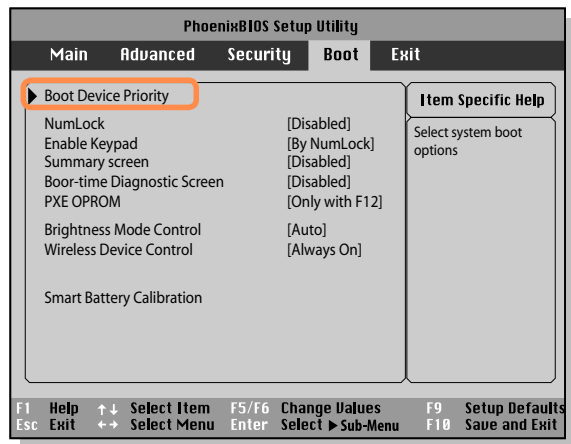 PhoenixBIOS Setup Utility
Main Advanced Security Boot Exit
Boot Device Priority
NumLock [Disabled]
Enable Keypad [By NumLock]
Summary screen [Disabled]
Boor-time Diagnostic Screen [Disabled]
PXE OPROM [Only with F12]
Brightness Mode Control [Auto]
Wireless Device Control [Always On]
Smart Battery Calibration
Item Specific Help
Select system boot
options
F1 Help ↑↓ Select Item F5/F6 Change Values F9 Setup Defaults
Esc Exit ←→ Select Menu Enter Select ▶ Sub-Menu F10 Save and Exit